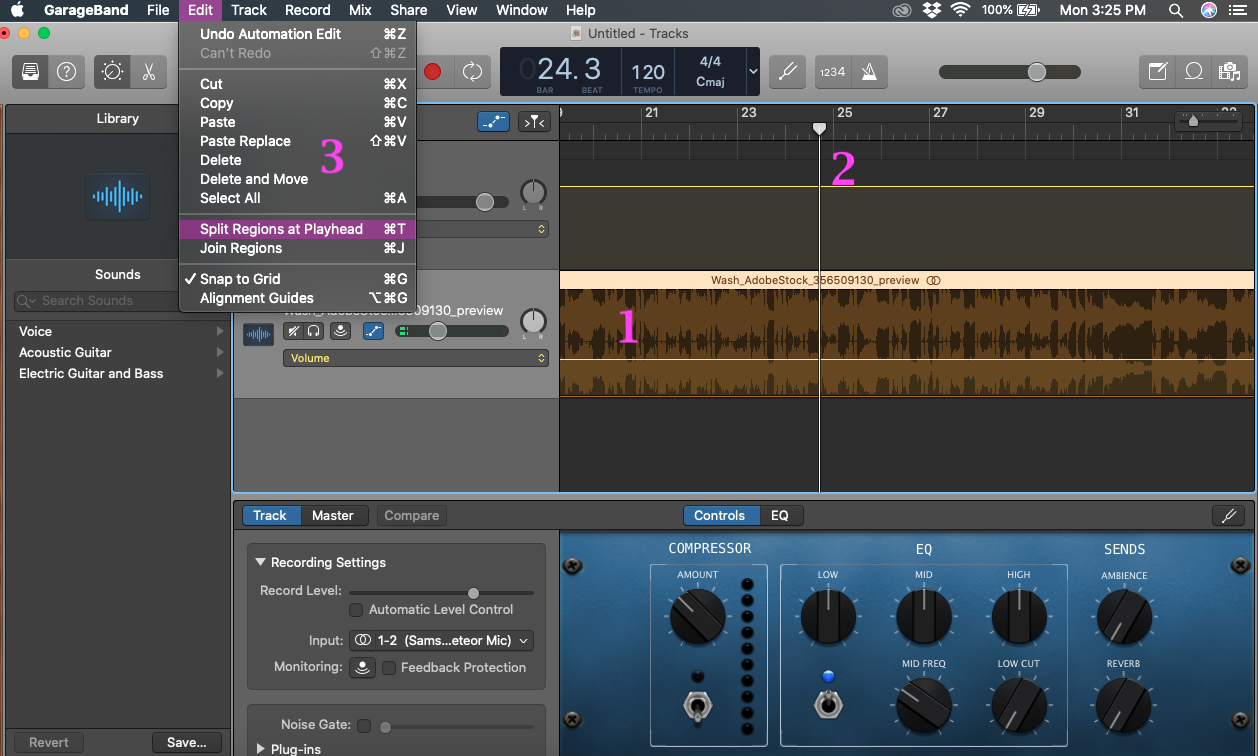 GarageBand File Edit Track Record Mix Share View Window Help 100% Mon 3:25 PM
Untitled - Tracks
Undo Automation Edit ⌘Z
Can't Redo ⇧⌘Z
Cut ⌘X
Copy ⌘C
Paste ⌘V
Paste Replace ⇧⌘V
Delete
Delete and Move
Select All ⌘A
Split Regions at Playhead ⌘T
Join Regions ⌘J
✓ Snap to Grid ⌘G
Alignment Guides ⌥⌘G
3
024.3 120 4/4
Cmaj
BAR BEAT TEMPO
1234
Library
21 23 25 27 29 31
2
L R
Sounds
Search Sounds
Voice
Acoustic Guitar
Electric Guitar and Bass
Wash_AdobeStock_356509130_preview
1
L R
Volume
Track Master Compare Controls EQ
Recording Settings
Record Level:
Automatic Level Control
Input: 1-2 (Sams...eteor Mic)
Monitoring: Feedback Protection
Noise Gate:
Plug-ins
COMPRESSOR EQ SENDS
AMOUNT LOW MID HIGH AMBIENCE
MID FREQ LOW CUT REVERB
Revert Save...